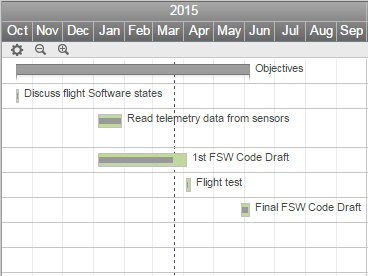 2015
Oct Nov Dec Jan Feb Mar Apr May Jun Jul Aug Sep
Objectives
Discuss flight Software states
Read telemetry data from sensors
1st FSW Code Draft
Flight test
Final FSW Code Draft